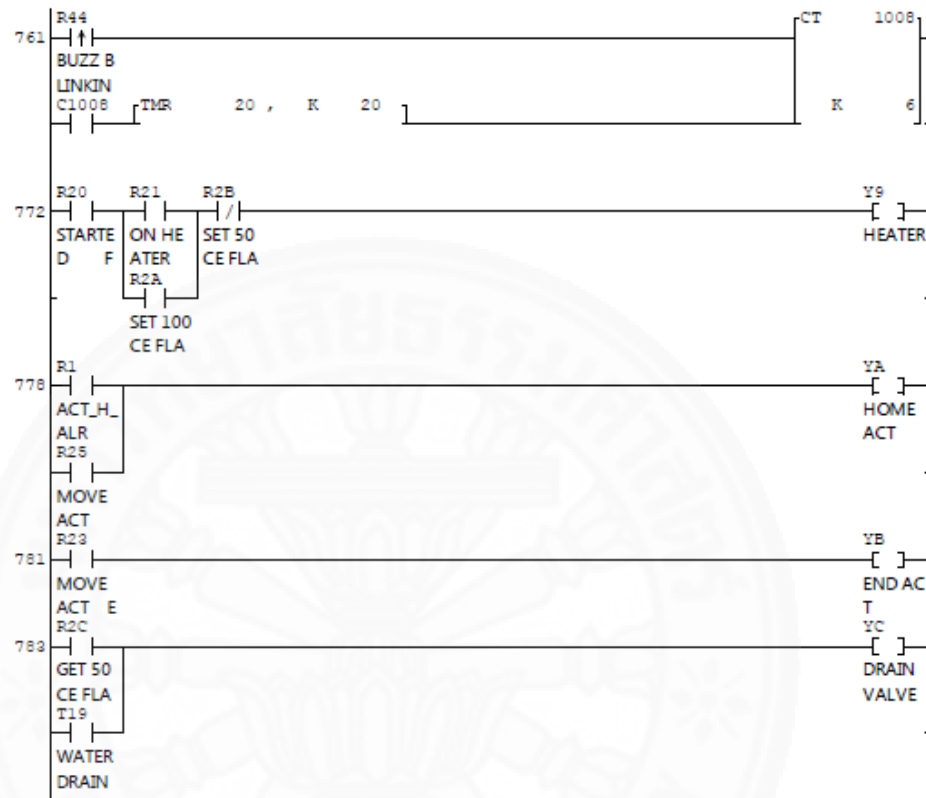 R44
761
CT 1008
BUZZ B
LINKIN
C1008 TMR 20 , K 20 K 6
R20 R21 R2B Y9
772
STARTE ON HE SET 50 HEATER
D F ATER CE FLA
R2A
SET 100
CE FLA
R1 YA
778
ACT_H_ HOME
ALR ACT
R25
MOVE
ACT
R23 YB
781
MOVE END AC
ACT E T
R2C YC
783
GET 50 DRAIN
CE FLA VALVE
T19
WATER
DRAIN